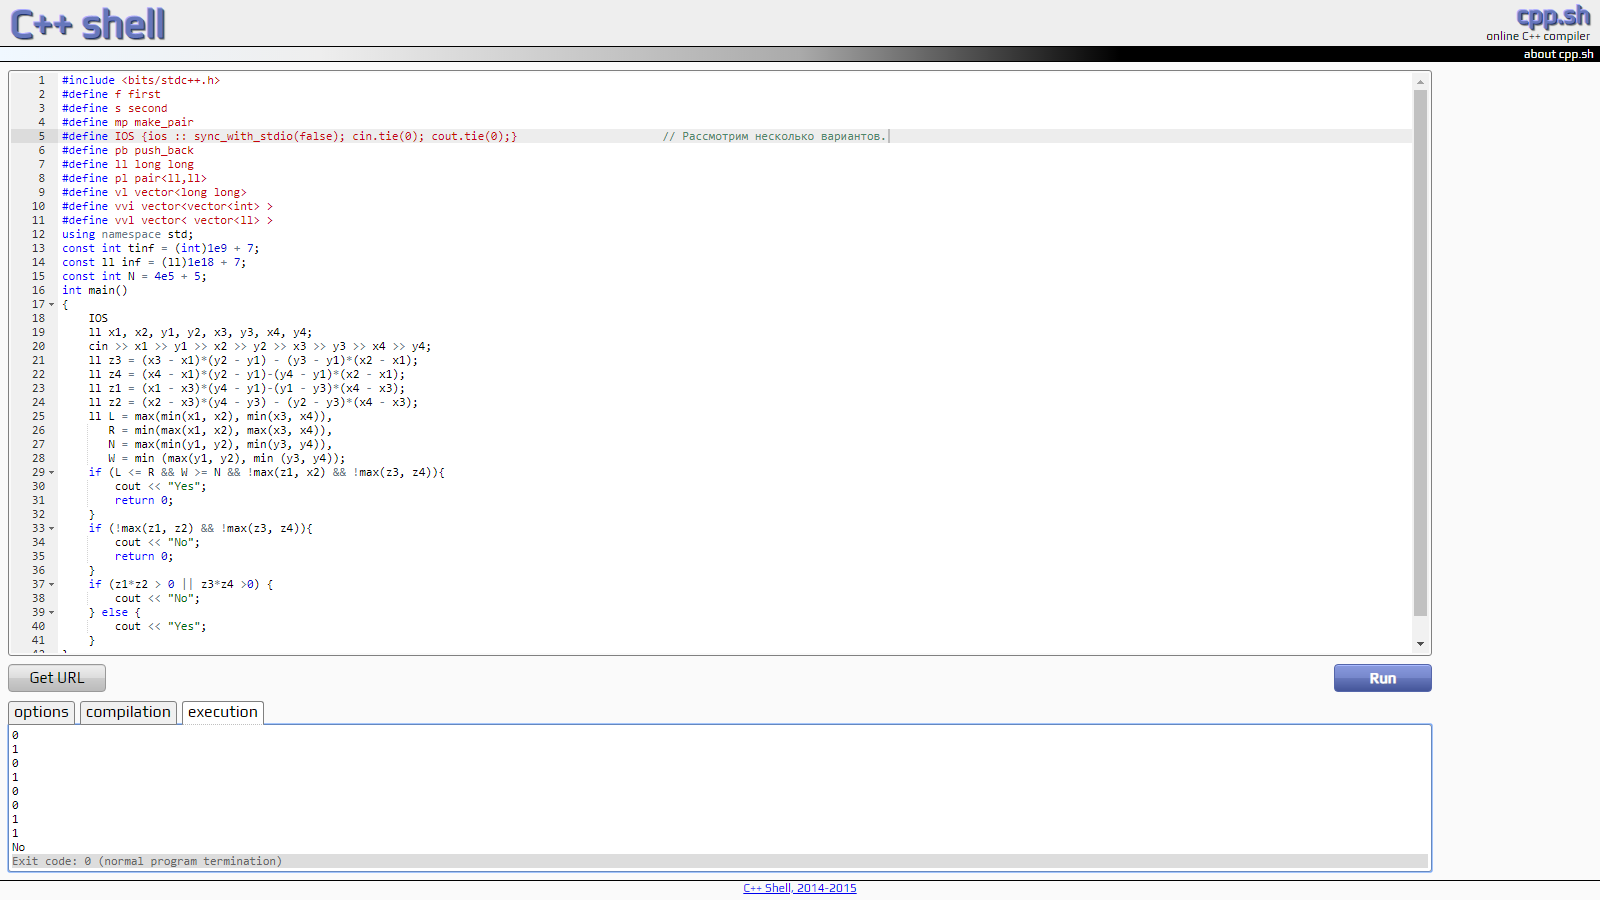 C++ shell
cpp.sh
online C++ compiler
about cpp.sh
1 #include <bits/stdc++.h>
2 #define f first
3 #define s second
4 #define mp make_pair
5 #define IOS {ios :: sync_with_stdio(false); cin.tie(0); cout.tie(0);} // Рассмотрим несколько вариантов.
6 #define pb push_back
7 #define ll long long
8 #define pl pair<ll,ll>
9 #define vl vector<long long>
10 #define vvi vector<vector<int> >
11 #define vvl vector< vector<ll> >
12 using namespace std;
13 const int tinf = (int)1e9 + 7;
14 const ll inf = (ll)1e18 + 7;
15 const int N = 4e5 + 5;
16 int main()
17 {
18 IOS
19 ll x1, x2, y1, y2, x3, y3, x4, y4;
20 cin >> x1 >> y1 >> x2 >> y2 >> x3 >> y3 >> x4 >> y4;
21 ll z3 = (x3 - x1)*(y2 - y1) - (y3 - y1)*(x2 - x1);
22 ll z4 = (x4 - x1)*(y2 - y1)-(y4 - y1)*(x2 - x1);
23 ll z1 = (x1 - x3)*(y4 - y1)-(y1 - y3)*(x4 - x3);
24 ll z2 = (x2 - x3)*(y4 - y3) - (y2 - y3)*(x4 - x3);
25 ll L = max(min(x1, x2), min(x3, x4)),
26 R = min(max(x1, x2), max(x3, x4)),
27 N = max(min(y1, y2), min(y3, y4)),
28 W = min (max(y1, y2), min (y3, y4));
29 if (L <= R && W >= N && !max(z1, x2) && !max(z3, z4)){
30 cout << "Yes";
31 return 0;
32 }
33 if (!max(z1, z2) && !max(z3, z4)){
34 cout << "No";
35 return 0;
36 }
37 if (z1*z2 > 0 || z3*z4 >0) {
38 cout << "No";
39 } else {
40 cout << "Yes";
41 }
Get URL
Run
options compilation execution
0
1
0
1
0
0
1
1
No
Exit code: 0 (normal program termination)
C++ Shell, 2014-2015